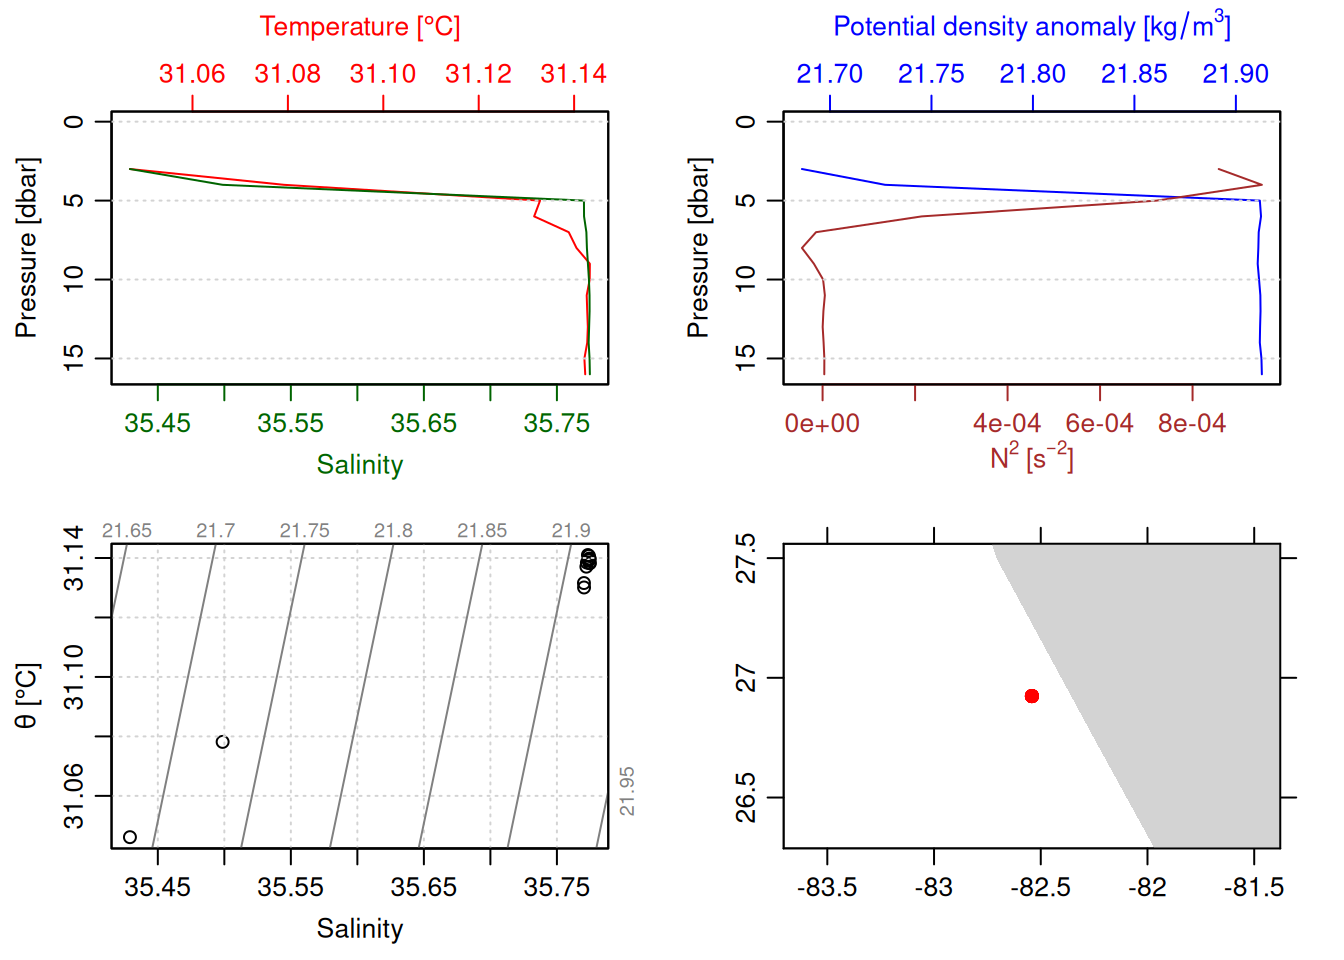 Temperature [°C]
31.06 31.08 31.10 31.12 31.14
Pressure [dbar]
0
5
10
15
35.45 35.55 35.65 35.75
Salinity
Potential density anomaly [kg/m³]
21.70 21.75 21.80 21.85 21.90
Pressure [dbar]
0
5
10
15
0e+00 4e-04 6e-04 8e-04
N² [s⁻²]
21.65 21.7 21.75 21.8 21.85 21.9
21.95
θ [°C]
31.14
31.10
31.06
35.45 35.55 35.65 35.75
Salinity
27.5
27
26.5
-83.5 -83 -82.5 -82 -81.5